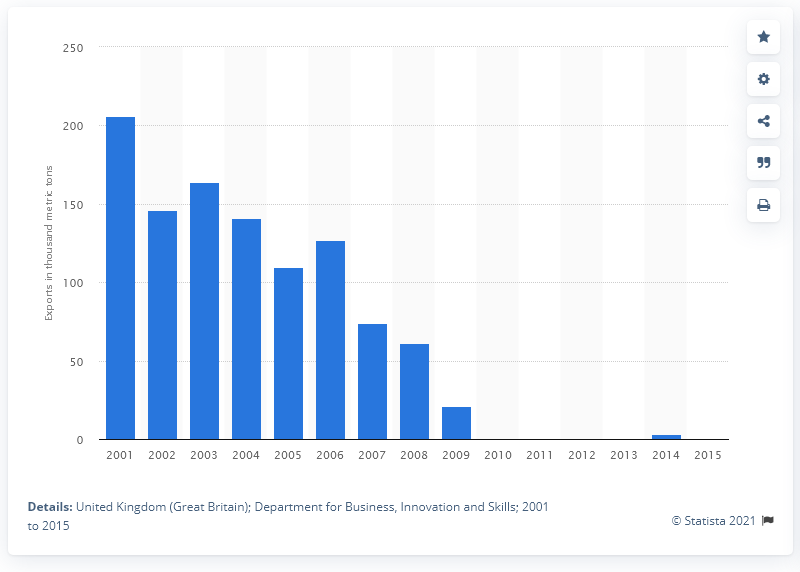 250
200
150
100
50
0
Exports in thousand metric tons
2001 2002 2003 2004 2005 2006 2007 2008 2009 2010 2011 2012 2013 2014 2015
Details: United Kingdom (Great Britain); Department for Business, Innovation and Skills; 2001
to 2015
© Statista 2021